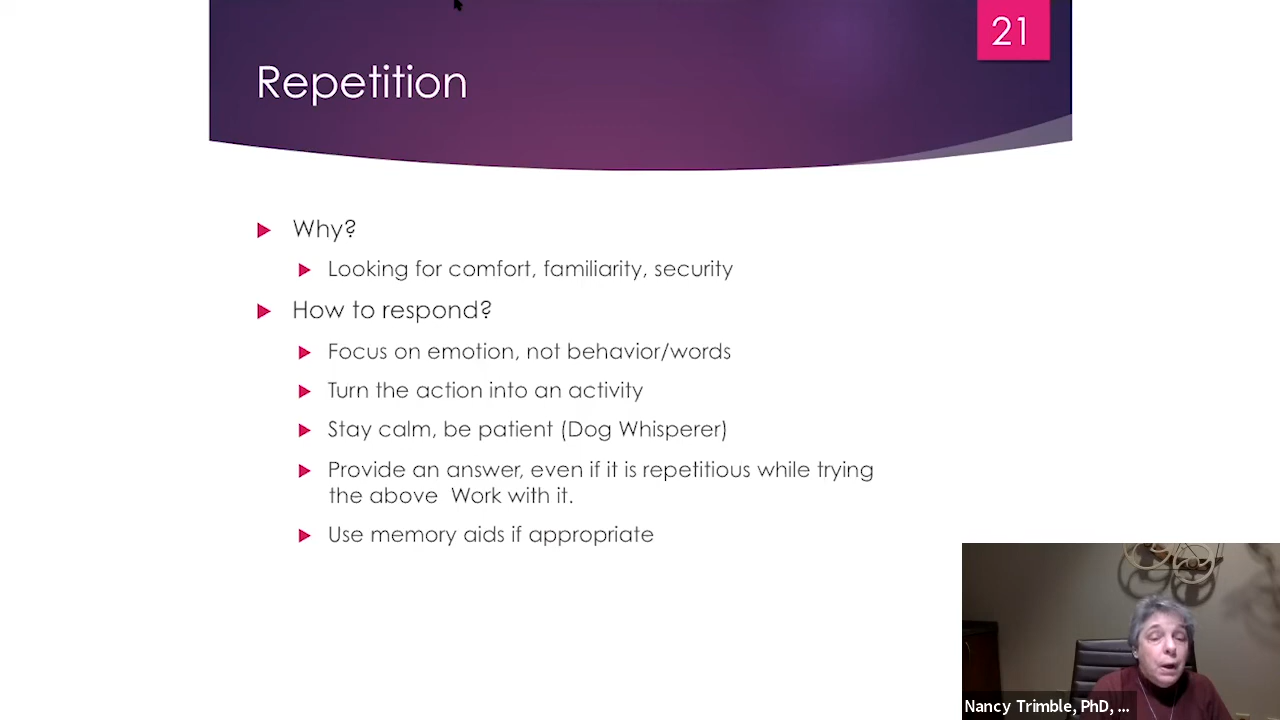 21
Repetition
Why?
Looking for comfort, familiarity, security
How to respond?
Focus on emotion, not behavior/words
Turn the action into an activity
Stay calm, be patient (Dog Whisperer)
Provide an answer, even if it is repetitious while trying
the above  Work with it.
Use memory aids if appropriate
Nancy Trimble, PhD, ...